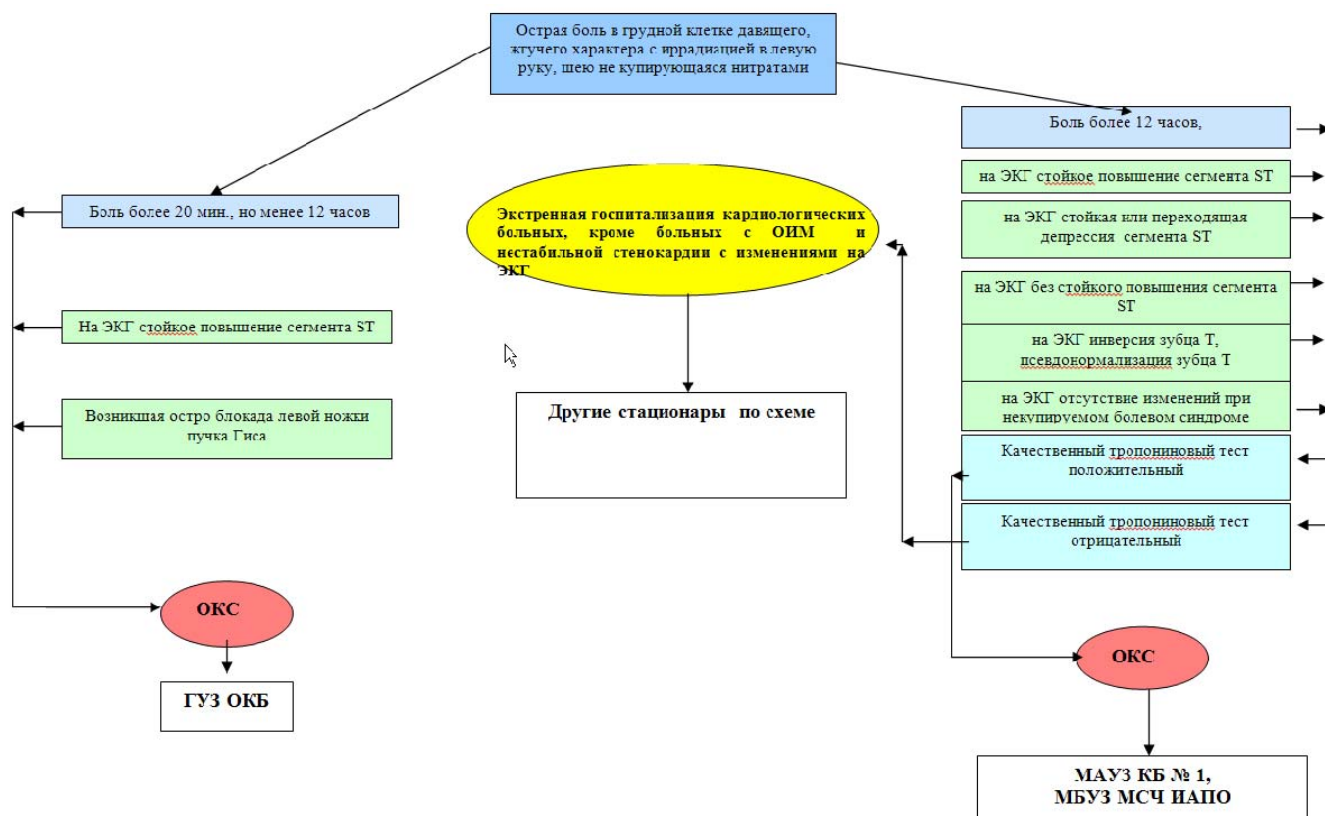 Острая боль в грудной клетке давящего,
жгучего характера с иррадиацией в левую
руку, шею не купирующаяся нитратами
Боль более 20 мин., но менее 12 часов
На ЭКГ стойкое повышение сегмента ST
Возникшая остро блокада левой ножки
пучка Гиса
ОКС
ГУЗ ОКБ
Экстренная госпитализация кардиологических
больных, кроме больных с ОИМ и
нестабильной стенокардии с изменениями на
ЭКГ
Другие стационары по схеме
Боль более 12 часов,
на ЭКГ стойкое повышение сегмента ST
на ЭКГ стойкая или переходящая
депрессия сегмента ST
на ЭКГ без стойкого повышения сегмента
ST
на ЭКГ инверсия зубца Т,
псевдонормализация зубца Т
на ЭКГ отсутствие изменений при
некупируемом болевом синдроме
Качественный тропониновый тест
положительный
Качественный тропониновый тест
отрицательный
ОКС
МАУЗ КБ № 1,
МБУЗ МСЧ ИАПО